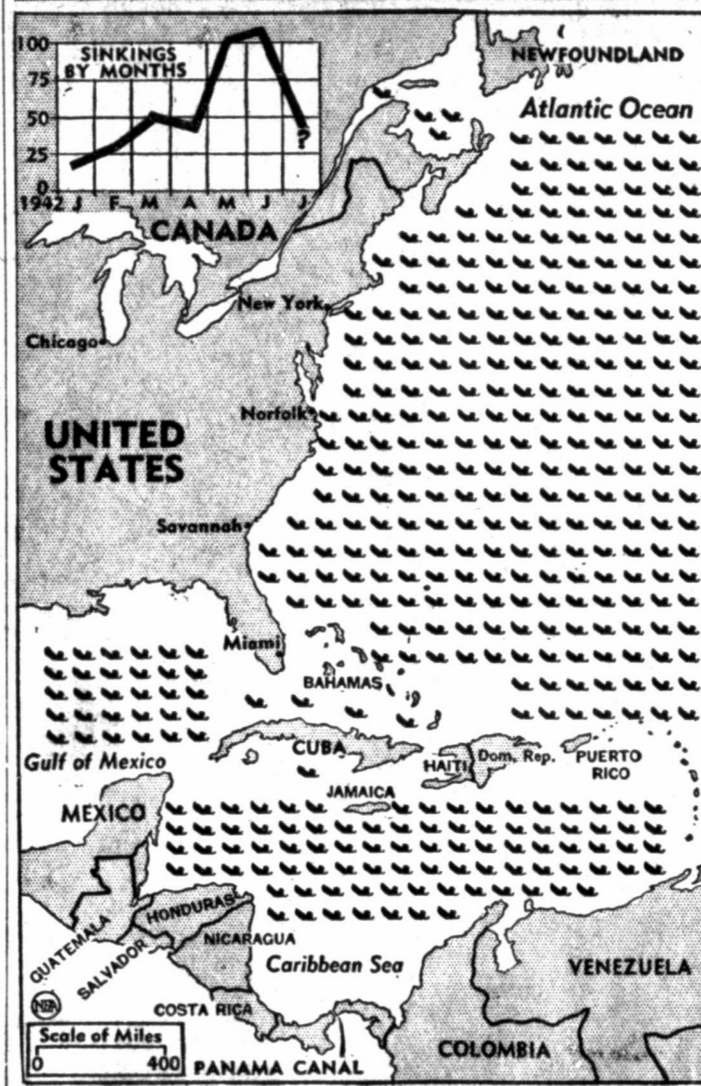 SINKINGS
BY MONTHS
100
75
50
25
0
?
1942 J F M A M J J
NEWFOUNDLAND
Atlantic Ocean
CANADA
New York
Chicago
Norfolk
UNITED
STATES
Savannah
Miami
BAHAMAS
Gulf of Mexico
CUBA
HAITI
Dom. Rep.
PUERTO
RICO
JAMAICA
MEXICO
HONDURAS
GUATEMALA
SALVADOR
NICARAGUA
Caribbean Sea
VENEZUELA
NEA
COSTA RICA
Scale of Miles
0 400
PANAMA CANAL
COLOMBIA